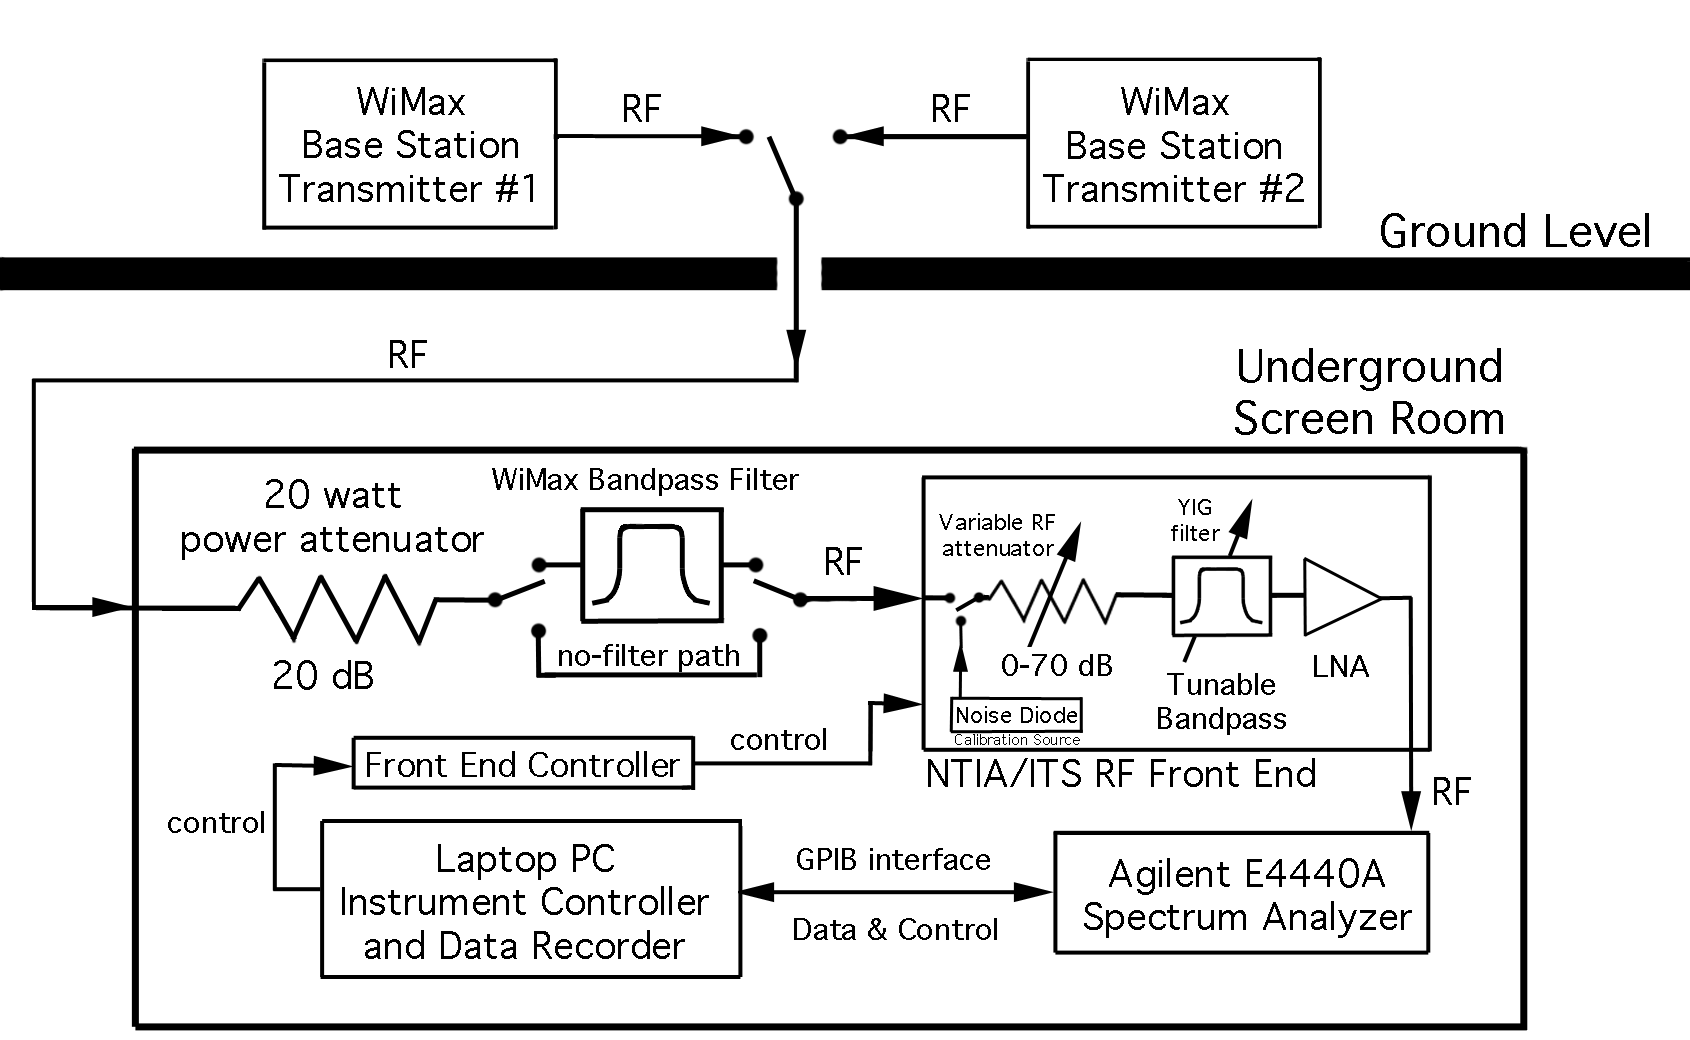 WiMax
Base Station
Transmitter #1
RF
RF
WiMax
Base Station
Transmitter #2
Ground Level
RF
Underground
Screen Room
20 watt
power attenuator
20 dB
WiMax Bandpass Filter
no-filter path
RF
Variable RF
attenuator
0-70 dB
YIG
filter
Tunable
Bandpass
LNA
Noise Diode
Calibration Source
NTIA/ITS RF Front End
RF
control
Front End Controller
control
Laptop PC
Instrument Controller
and Data Recorder
GPIB interface
Data & Control
Agilent E4440A
Spectrum Analyzer